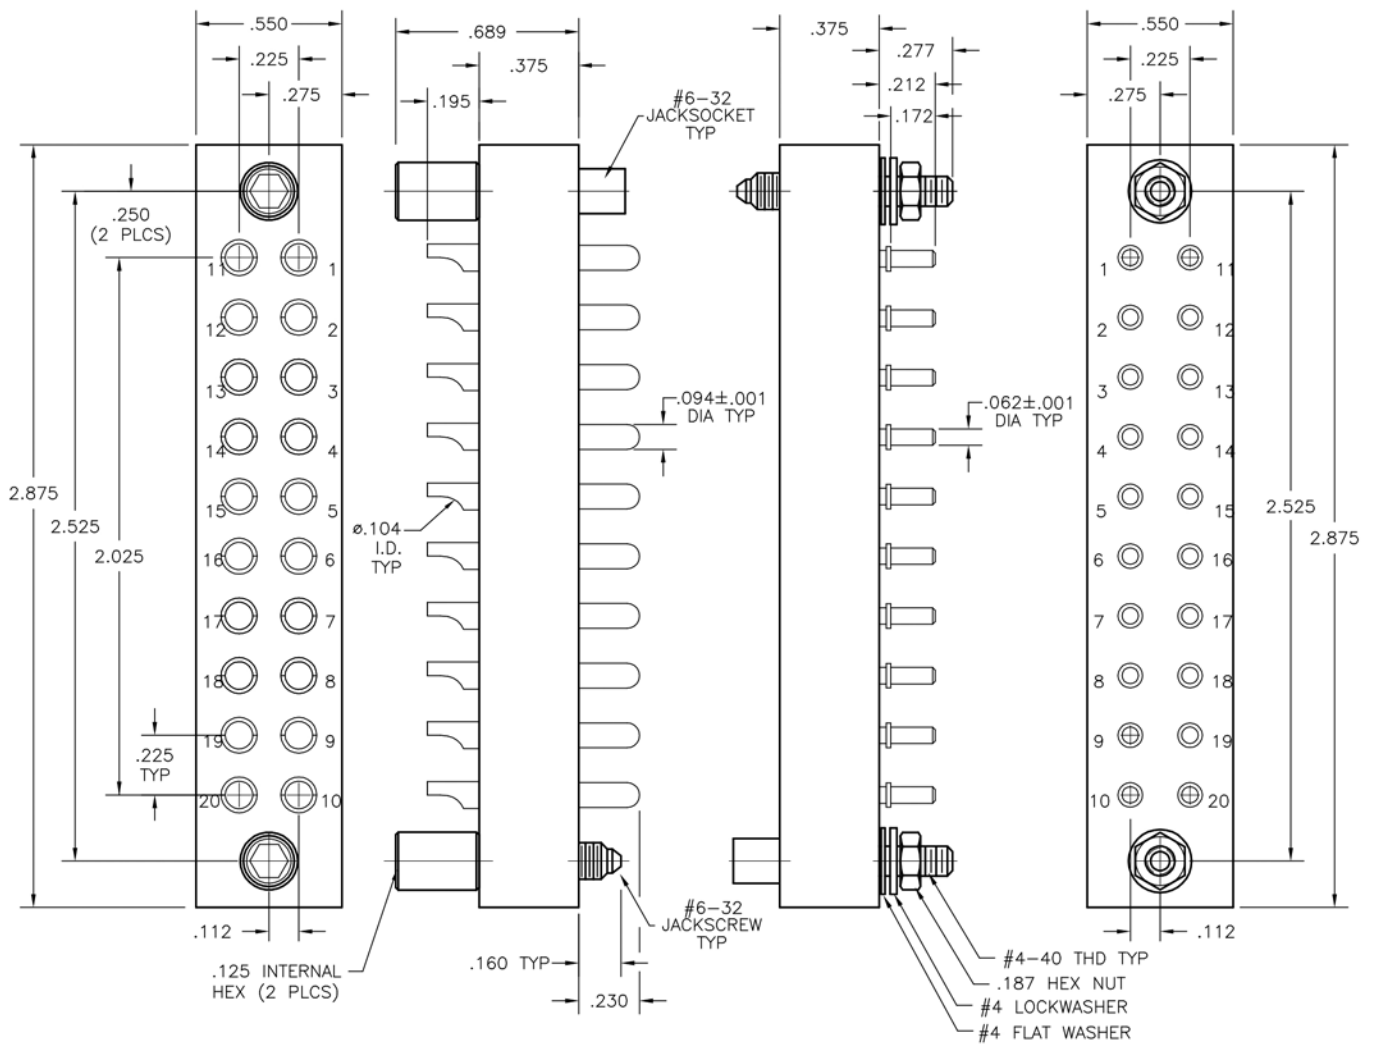 .550
.225
.275
.689
.375
.195
#6-32
JACKSOCKET
TYP
.375
.277
.212
.172
.550
.225
.275
.250
(2 PLCS)
11 1
12 2
13 3
14 4
15 5
16 6
17 7
18 8
19 9
20 10
2.875
2.525
2.025
.225
TYP
.094±.001
DIA TYP
ø.104
I.D.
TYP
.062±.001
DIA TYP
1 11
2 12
3 13
4 14
5 15
6 16
7 17
8 18
9 19
10 20
2.525
2.875
.112
.125 INTERNAL
HEX (2 PLCS)
#6-32
JACKSCREW
TYP
.160 TYP
.230
.112
#4-40 THD TYP
.187 HEX NUT
#4 LOCKWASHER
#4 FLAT WASHER